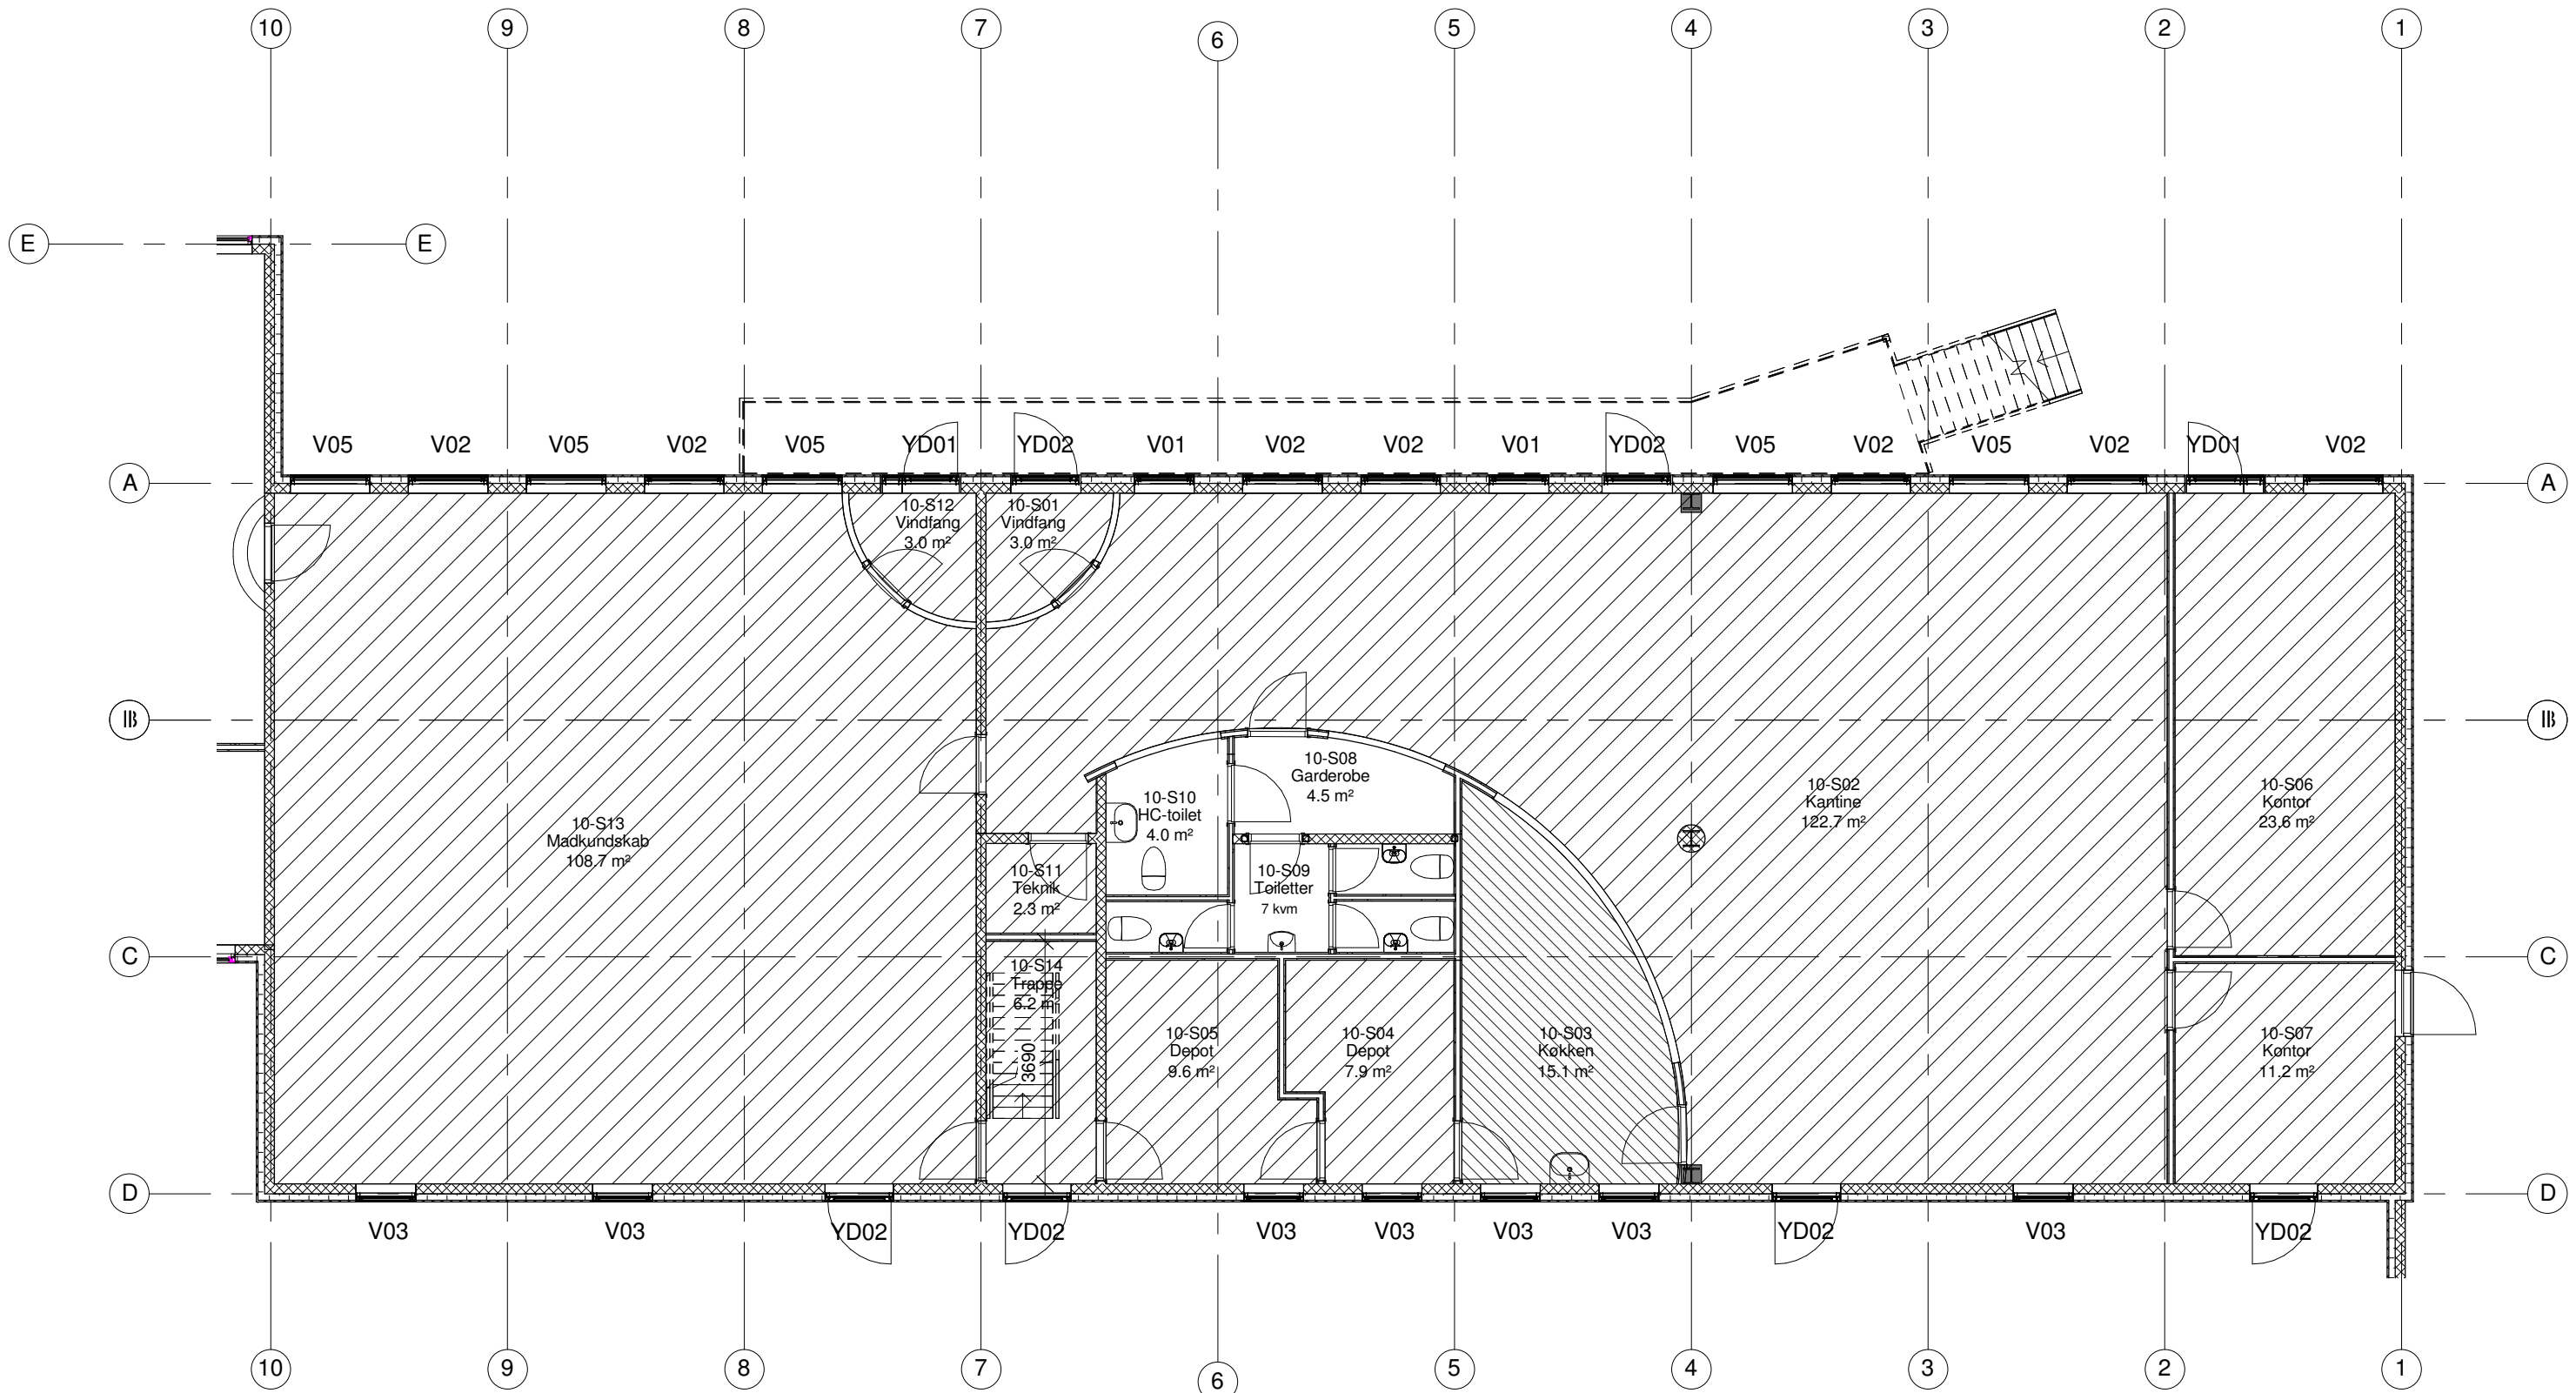 10 9 8 7 6 5 4 3 2 1
E E
V05 V02 V05 V02 V05 YD01 YD02 V01 V02 V02 V01 YD02 V05 V02 V05 V02 YD01 V02
A A
10-S12
Vindfang
3.0 m²
10-S01
Vindfang
3.0 m²
B B
10-S08
Garderobe
4.5 m²
10-S02
Kantine
122.7 m²
10-S06
Kontor
23.6 m²
10-S10
HC-toilet
4.0 m²
10-S13
Madkundskab
108.7 m²
10-S11
Teknik
2.3 m²
10-S09
Toiletter
7 kvm
C C
10-S14
Trappe
6.2 m²
3690
10-S05
Depot
9.6 m²
10-S04
Depot
7.9 m²
10-S03
Køkken
15.1 m²
10-S07
Kontor
11.2 m²
D D
V03 V03 YD02 YD02 V03 V03 V03 V03 YD02 V03 YD02
10 9 8 7 6 5 4 3 2 1